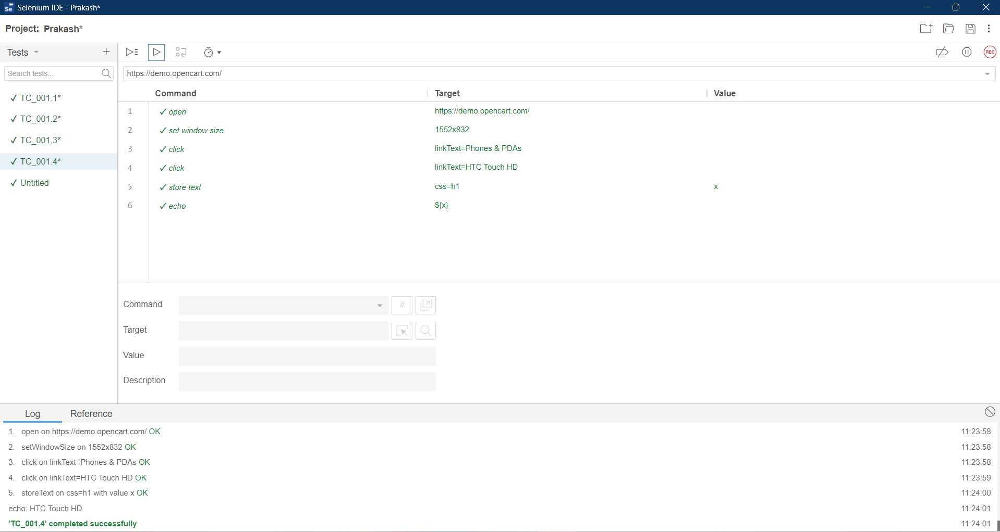 Se Selenium IDE - Prakash*
Project: Prakash*
Tests
REC
Search tests...
https://demo.opencart.com/
Command Target Value
✓ TC_001.1*
✓ TC_001.2*
✓ TC_001.3*
✓ TC_001.4*
✓ Untitled
1 ✓ open https://demo.opencart.com/
2 ✓ set window size 1552x832
3 ✓ click linkText=Phones & PDAs
4 ✓ click linkText=HTC Touch HD
5 ✓ store text css=h1 x
6 ✓ echo ${x}
Command //
Target
Value
Description
Log Reference
1. open on https://demo.opencart.com/ OK 11:23:58
2. setWindowSize on 1552x832 OK 11:23:58
3. click on linkText=Phones & PDAs OK 11:23:58
4. click on linkText=HTC Touch HD OK 11:23:59
5. storeText on css=h1 with value x OK 11:24:00
echo: HTC Touch HD 11:24:01
'TC_001.4' completed successfully 11:24:01